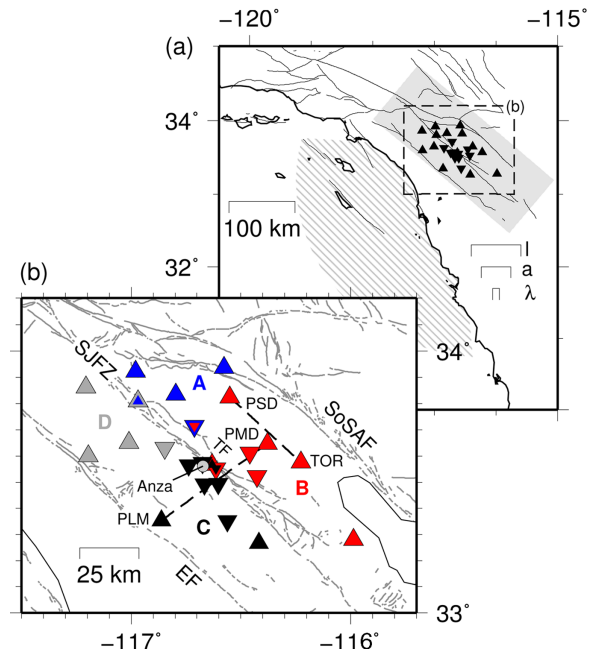 −120˚
−115˚
(a)
34˚
(b)
100 km
l
a
λ
32˚
(b)
34˚
SJFZ
A
PSD
SoSAF
D
PMD
TF
TOR
Anza
B
PLM
C
25 km
EF
33˚
−117˚
−116˚